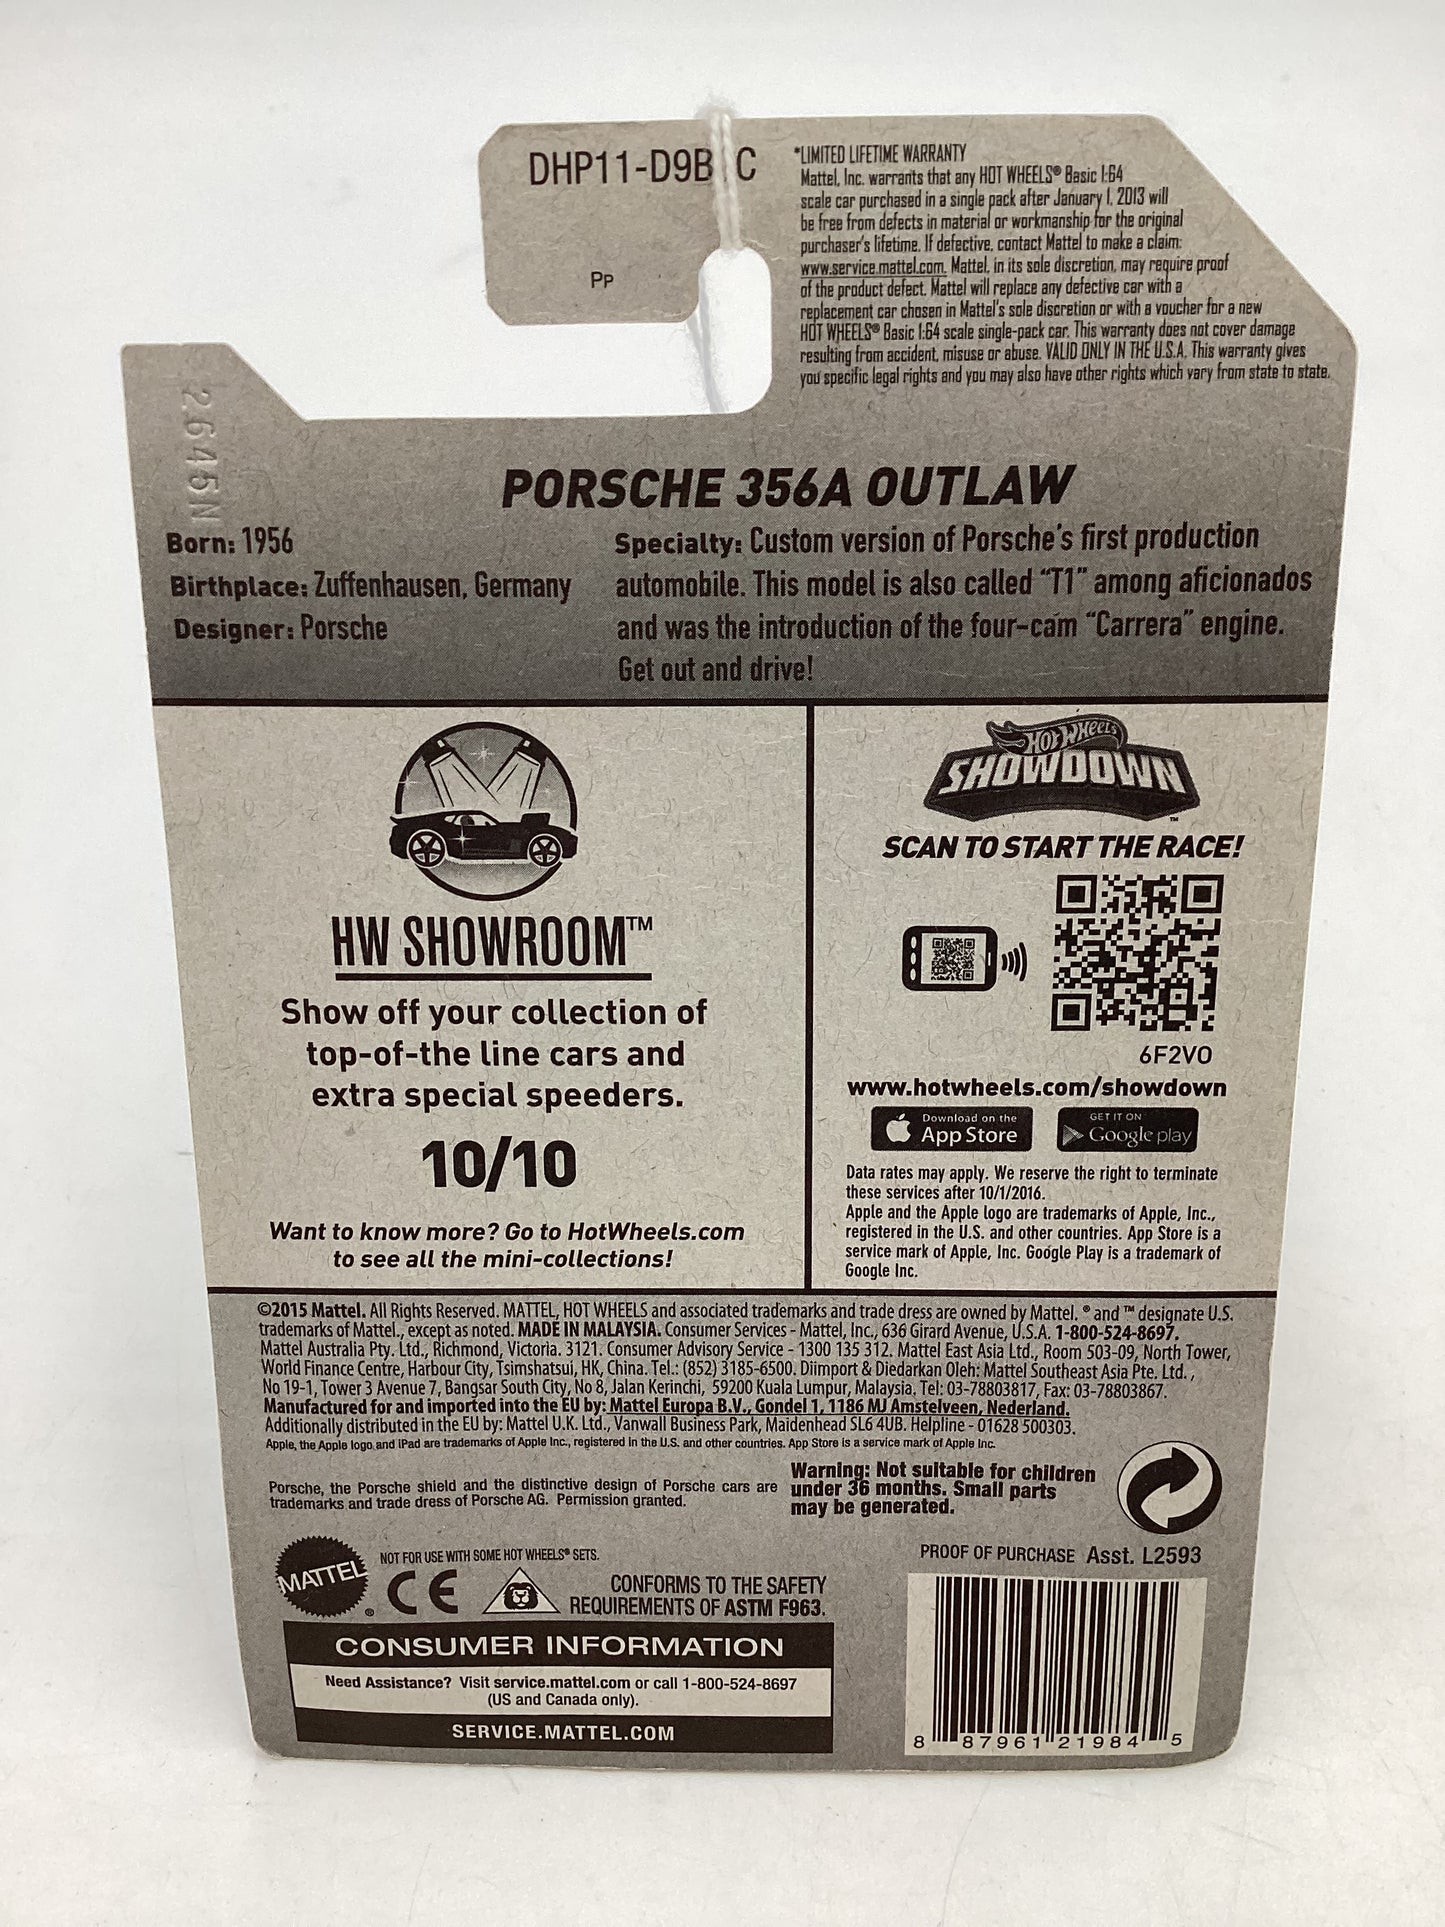 DHP11-D9B C
Pp
*LIMITED LIFETIME WARRANTY
Mattel, Inc. warrants that any HOT WHEELS® Basic 1:64
scale car purchased in a single pack after January 1, 2013 will
be free from defects in material or workmanship for the original
purchaser's lifetime. If defective, contact Mattel to make a claim:
www.service.mattel.com. Mattel, in its sole discretion, may require proof
of the product defect. Mattel will replace any defective car with a
replacement car chosen in Mattel's sole discretion or with a voucher for a new
HOT WHEELS® Basic 1:64 scale single-pack car. This warranty does not cover damage
resulting from accident, misuse or abuse. VALID ONLY IN THE U.S.A. This warranty gives
you specific legal rights and you may also have other rights which vary from state to state.
2645N
PORSCHE 356A OUTLAW
Born: 1956
Birthplace: Zuffenhausen, Germany
Designer: Porsche
Specialty: Custom version of Porsche's first production
automobile. This model is also called "T1" among aficionados
and was the introduction of the four-cam "Carrera" engine.
Get out and drive!
HW SHOWROOM™
Show off your collection of
top-of-the line cars and
extra special speeders.
10/10
Want to know more? Go to HotWheels.com
to see all the mini-collections!
Hot Wheels
SHOWDOWN™
SCAN TO START THE RACE!
6F2VO
www.hotwheels.com/showdown
Download on the
App Store
GET IT ON
Google play
Data rates may apply. We reserve the right to terminate
these services after 10/1/2016.
Apple and the Apple logo are trademarks of Apple, Inc.,
registered in the U.S. and other countries. App Store is a
service mark of Apple, Inc. Google Play is a trademark of
Google Inc.
©2015 Mattel. All Rights Reserved. MATTEL, HOT WHEELS and associated trademarks and trade dress are owned by Mattel. ® and ™ designate U.S.
trademarks of Mattel., except as noted. MADE IN MALAYSIA. Consumer Services - Mattel, Inc., 636 Girard Avenue, U.S.A. 1-800-524-8697.
Mattel Australia Pty. Ltd., Richmond, Victoria. 3121. Consumer Advisory Service - 1300 135 312. Mattel East Asia Ltd., Room 503-09, North Tower,
World Finance Centre, Harbour City, Tsimshatsui, HK, China. Tel.: (852) 3185-6500. Diimport & Diedarkan Oleh: Mattel Southeast Asia Pte. Ltd.,
No 19-1, Tower 3 Avenue 7, Bangsar South City, No 8, Jalan Kerinchi, 59200 Kuala Lumpur, Malaysia. Tel: 03-78803817, Fax: 03-78803867.
Manufactured for and imported into the EU by: Mattel Europa B.V., Gondel 1, 1186 MJ Amstelveen, Nederland.
Additionally distributed in the EU by: Mattel U.K. Ltd., Vanwall Business Park, Maidenhead SL6 4UB. Helpline - 01628 500303.
Apple, the Apple logo and iPad are trademarks of Apple Inc., registered in the U.S. and other countries. App Store is a service mark of Apple Inc.
Porsche, the Porsche shield and the distinctive design of Porsche cars are
trademarks and trade dress of Porsche AG. Permission granted.
Warning: Not suitable for children
under 36 months. Small parts
may be generated.
MATTEL®
NOT FOR USE WITH SOME HOT WHEELS® SETS.
CE
CONFORMS TO THE SAFETY
REQUIREMENTS OF ASTM F963.
PROOF OF PURCHASE Asst. L2593
CONSUMER INFORMATION
Need Assistance? Visit service.mattel.com or call 1-800-524-8697
(US and Canada only).
SERVICE.MATTEL.COM
8 87961 21984 5